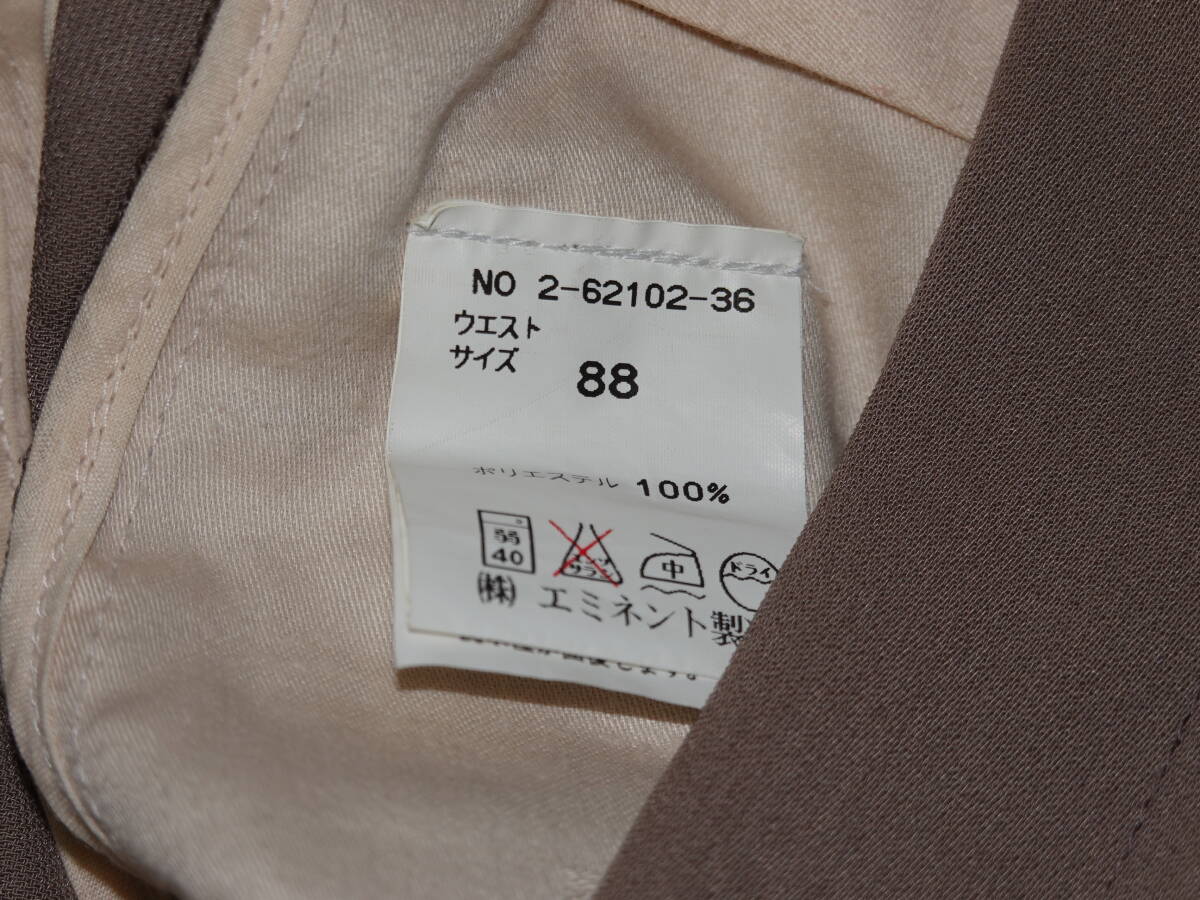 NO 2-62102-36
ウエスト
サイズ 88
ポリエステル 100%
40 中 ドライ
(株) エミネント製